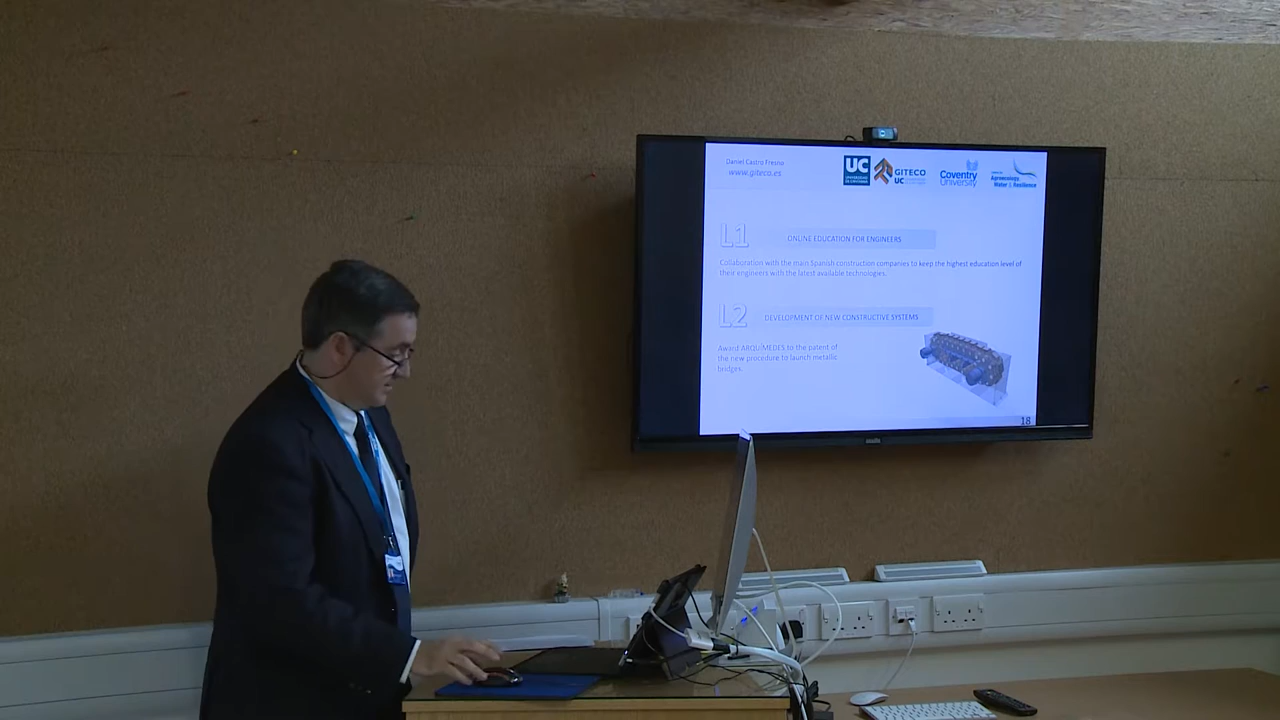 Daniel Castro Fresno
www.giteco.es
UC
GITECO
UC
Coventry
University
Agroecology,
Water & Resilience
L1
ONLINE EDUCATION FOR ENGINEERS
Collaboration with the main Spanish construction companies to keep the highest education level of
their engineers with the latest available technologies.
L2
DEVELOPMENT OF NEW CONSTRUCTIVE SYSTEMS
Award ARQUÍMEDES to the patent of
the new procedure to launch metallic
bridges.
18